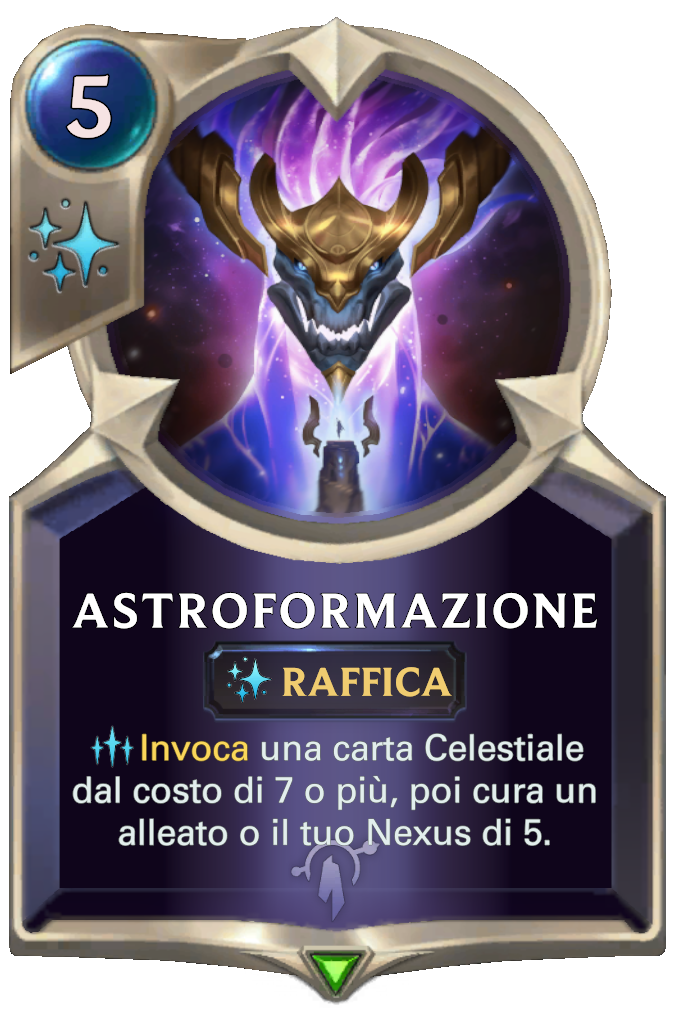 5
ASTROFORMAZIONE
RAFFICA
Invoca una carta Celestiale
dal costo di 7 o più, poi cura un
alleato o il tuo Nexus di 5.